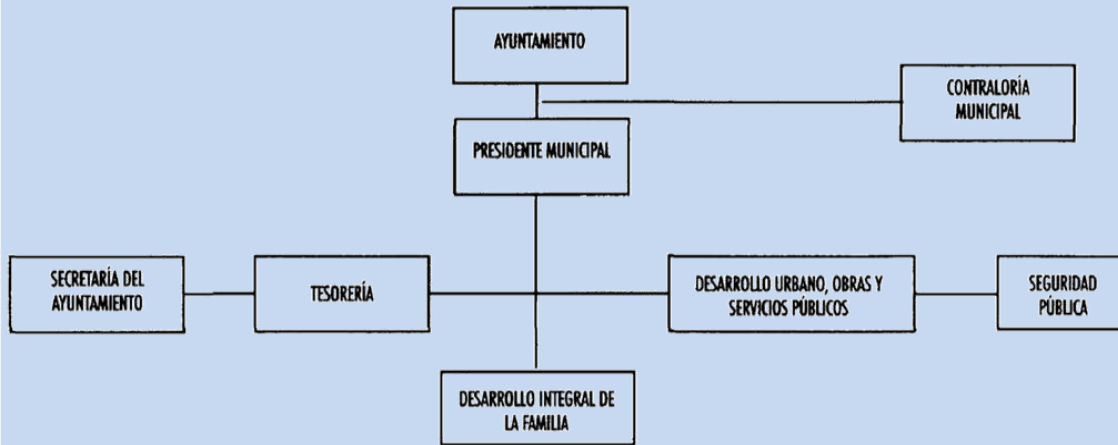 AYUNTAMIENTO
CONTRALORÍA
MUNICIPAL
PRESIDENTE MUNICIPAL
SECRETARÍA DEL
AYUNTAMIENTO
TESORERÍA
DESARROLLO URBANO, OBRAS Y
SERVICIOS PÚBLICOS
SEGURIDAD
PÚBLICA
DESARROLLO INTEGRAL DE
LA FAMILIA